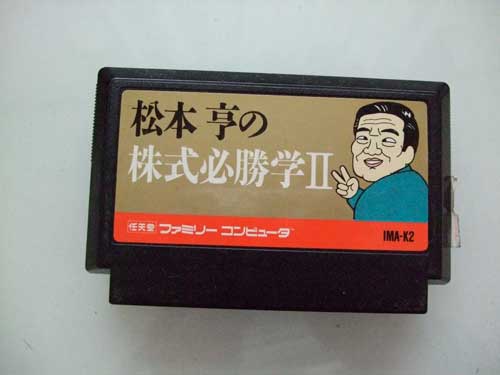 松本 亨の
株式必勝学II
任天堂 ファミリー コンピュータ
IMA-K2